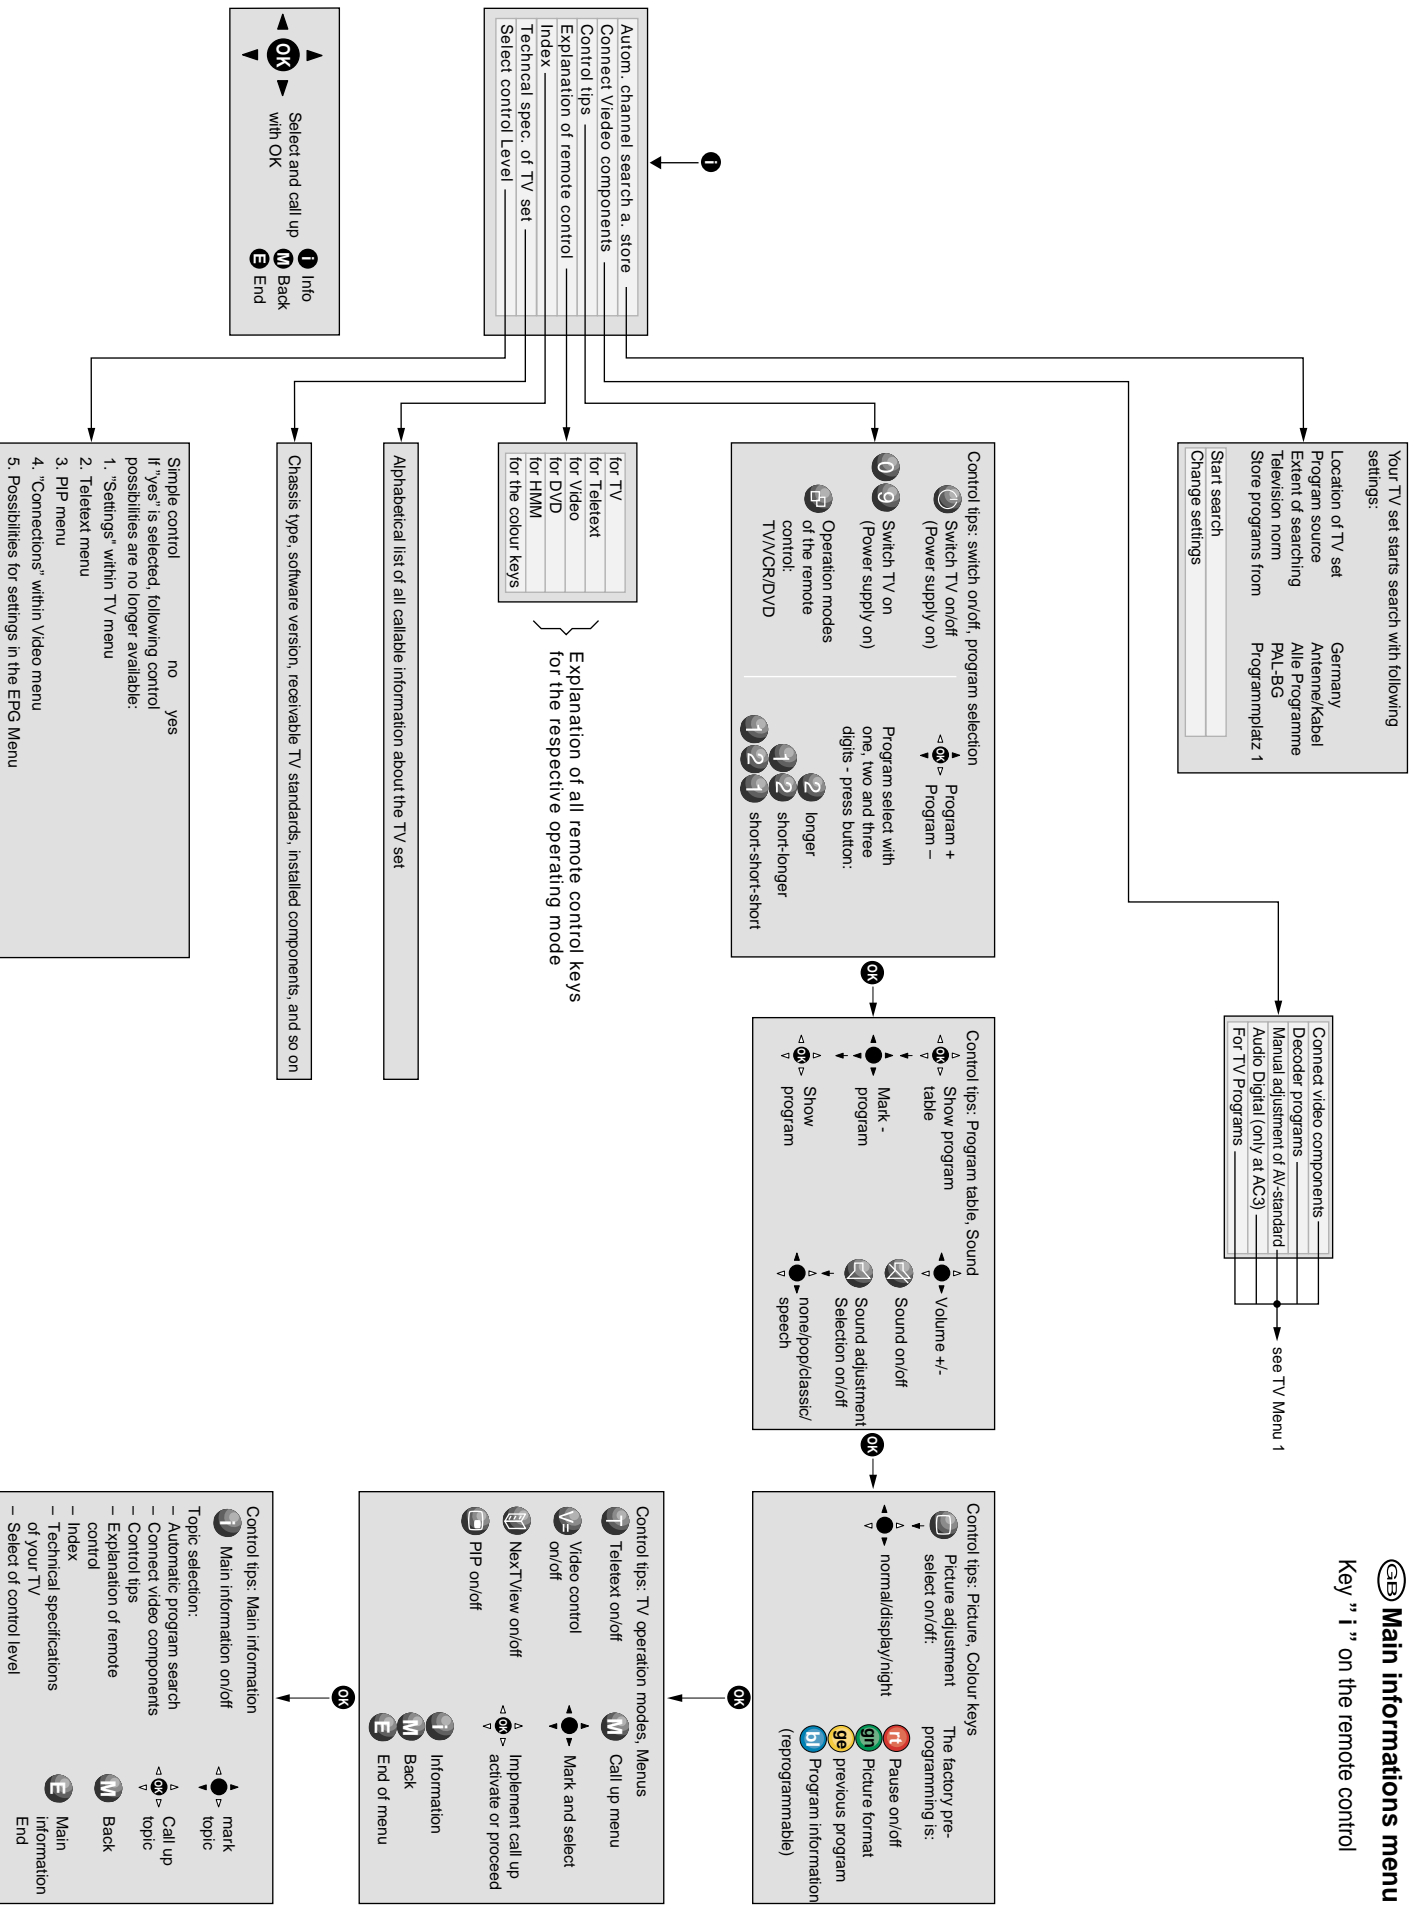 GB Main informations menu
Key ” i ” on the remote control
i
Autom. channel search a. store
Connect Viedeo components
Control tips
Explanation of remote control
Index
Techncal spec. of TV set
Select control Level
OK
Select and call up
with OK
i Info
M Back
E End
Your TV set starts search with following
settings:
Location of TV set Germany
Program source Antenne/Kabel
Extent of searching Alle Programme
Television norm PAL-BG
Store programs from Programmplatz 1
Start search
Change settings
Connect video components
Decoder programs
Manual adjustment of AV-standard
Audio Digital (only at AC3)
For TV Programs
see TV Menu 1
Control tips: switch on/off, program selection
Switch TV on/off
(Power supply on)
0 9 Switch TV on
(Power supply on)
Operation modes
of the remote
control:
TV/VCR/DVD
OK Program +
Program –
Program select with
one, two and three
digits - press button:
2 longer
1 2 short-longer
1 2 1 short-short-short
OK
Control tips: Program table, Sound
OK Show program
table
Mark -
program
OK Show
program
Volume +/-
Sound on/off
Sound adjustment
Selection on/off
none/pop/classic/
speech
OK
Control tips: Picture, Colour keys
Picture adjustment
select on/off:
normal/display/night
The factory pre-
programming is:
rt Pause on/off
gn Picture format
ge previous program
bl Program information
(reprogrammable)
OK
Control tips: TV operation modes, Menus
T Teletext on/off
V= Video control
on/off
NexTView on/off
PIP on/off
M Call up menu
Mark and select
OK Implement call up
activate or proceed
i Information
M Back
E End of menu
OK
Control tips: Main information
i Main information on/off
Topic selection:
– Automatic program search
– Connect video components
– Control tips
– Explanation of remote
control
– Index
– Technical specifications
of your TV
– Select of control level
mark
topic
OK Call up
topic
M Back
E Main
information
End
for TV
for Teletext
for Video
for DVD
for HMM
for the colour keys
Explanation of all remote control keys
for the respective operating mode
Alphabetical list of all callable information about the TV set
Chassis type, software version, receivable TV standards, installed components, and so on
Simple control no yes
If ”yes” is selected, following control
possibilities are no longer available:
1. ”Settings” within TV menu
2. Teletext menu
3. PIP menu
4. ”Connections” within Video menu
5. Possibilities for settings in the EPG Menu